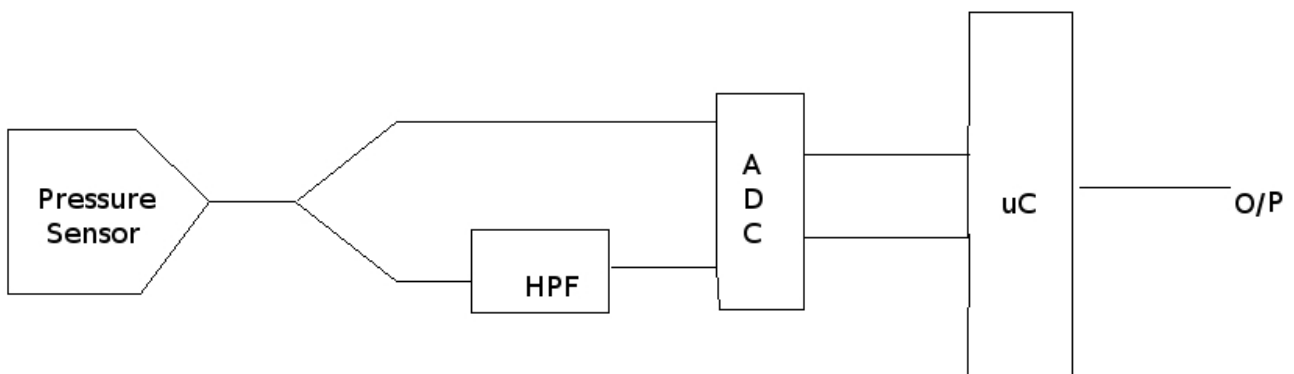 Pressure
Sensor
HPF
A
D
C
uC
O/P